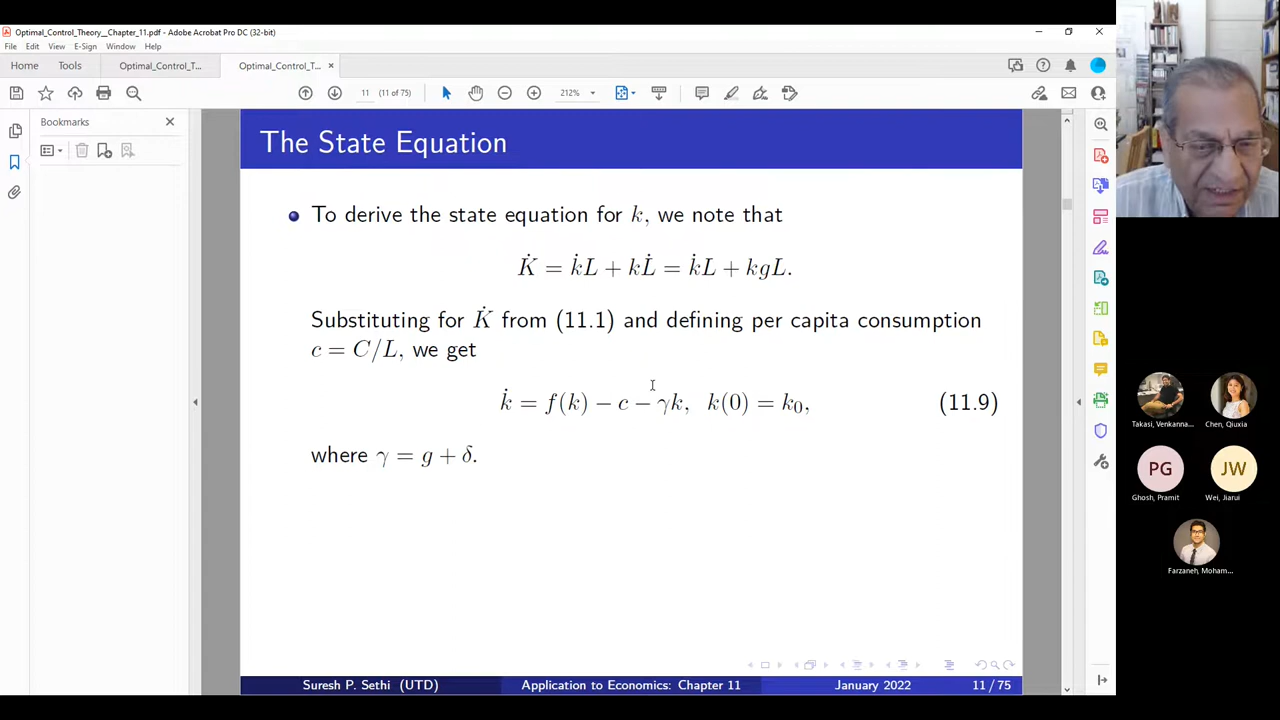 Optimal_Control_Theory__Chapter_11.pdf - Adobe Acrobat Pro DC (32-bit)
File Edit View E-Sign Window Help
Home Tools Optimal_Control_T... Optimal_Control_T... ×
11 (11 of 75) 212%
Bookmarks
The State Equation
To derive the state equation for k, we note that
K̇ = k̇L + kL̇ = k̇L + kgL.
Substituting for K̇ from (11.1) and defining per capita consumption
c = C/L, we get
k̇ = f(k) − c − γk, k(0) = k₀, (11.9)
where γ = g + δ.
Suresh P. Sethi (UTD) Application to Economics: Chapter 11 January 2022 11 / 75
Takasi, Venkanna... Chen, Qiuxia
PG JW
Ghosh, Pramit Wei, Jiarui
Farzaneh, Moham...